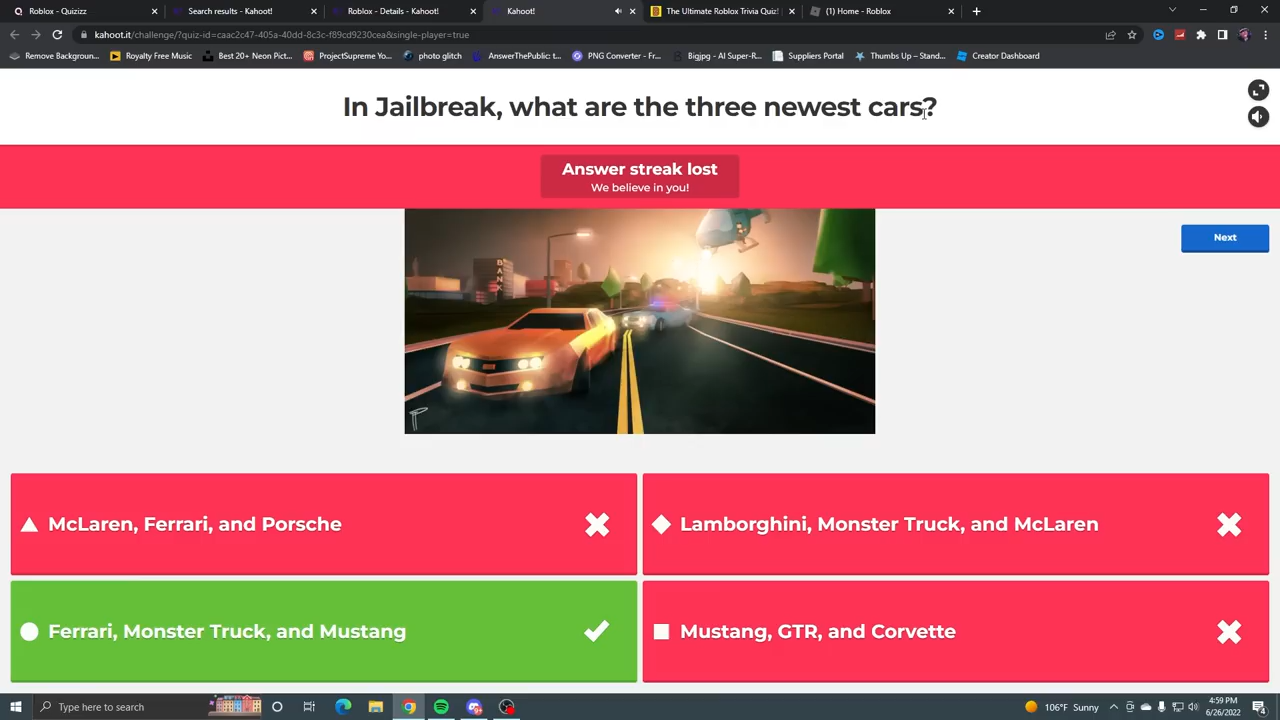 Roblox - Quizizz
Search results - Kahoot!
Roblox - Details - Kahoot!
Kahoot!
The Ultimate Roblox Trivia Quiz!
(1) Home - Roblox
kahoot.it/challenge/?quiz-id=caac2c47-405a-40dd-8c3c-f89cd9230cea&single-player=true
Remove Backgroun...
Royalty Free Music
Best 20+ Neon Pict...
ProjectSupreme Yo...
photo glitch
AnswerThePublic: t...
PNG Converter - Fr...
Bigjpg - AI Super-R...
Suppliers Portal
Thumbs Up – Stand...
Creator Dashboard
In Jailbreak, what are the three newest cars?
Answer streak lost
We believe in you!
Next
BANK
McLaren, Ferrari, and Porsche
Lamborghini, Monster Truck, and McLaren
Ferrari, Monster Truck, and Mustang
Mustang, GTR, and Corvette
Type here to search
106°F Sunny
4:59 PM
6/26/2022
4